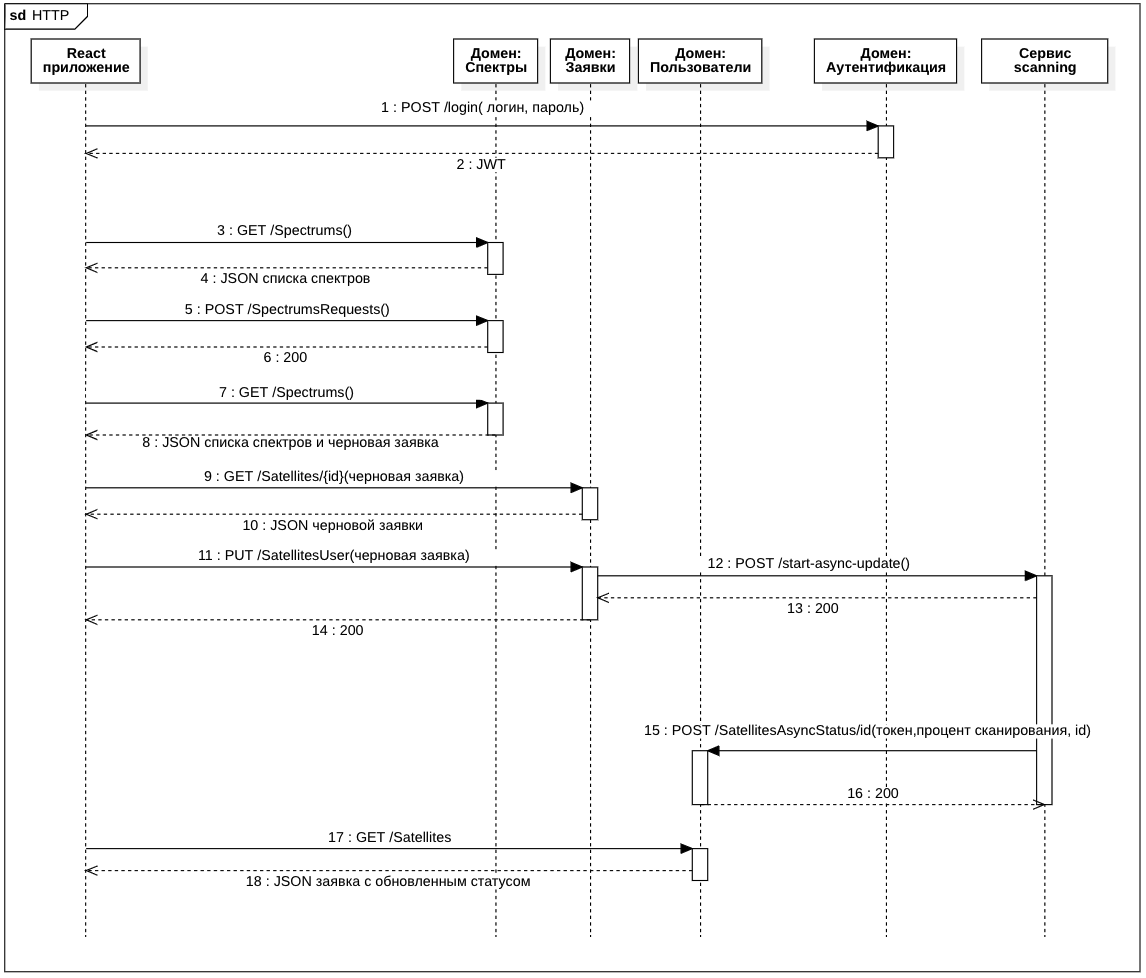 sd HTTP
React
приложение
Домен:
Спектры
Домен:
Заявки
Домен:
Пользователи
Домен:
Аутентификация
Сервис
scanning
1 : POST /login( логин, пароль)
2 : JWT
3 : GET /Spectrums()
4 : JSON списка спектров
5 : POST /SpectrumsRequests()
6 : 200
7 : GET /Spectrums()
8 : JSON списка спектров и черновая заявка
9 : GET /Satellites/{id}(черновая заявка)
10 : JSON черновой заявки
11 : PUT /SatellitesUser(черновая заявка)
12 : POST /start-async-update()
13 : 200
14 : 200
15 : POST /SatellitesAsyncStatus/id(токен,процент сканирования, id)
16 : 200
17 : GET /Satellites
18 : JSON заявка с обновленным статусом